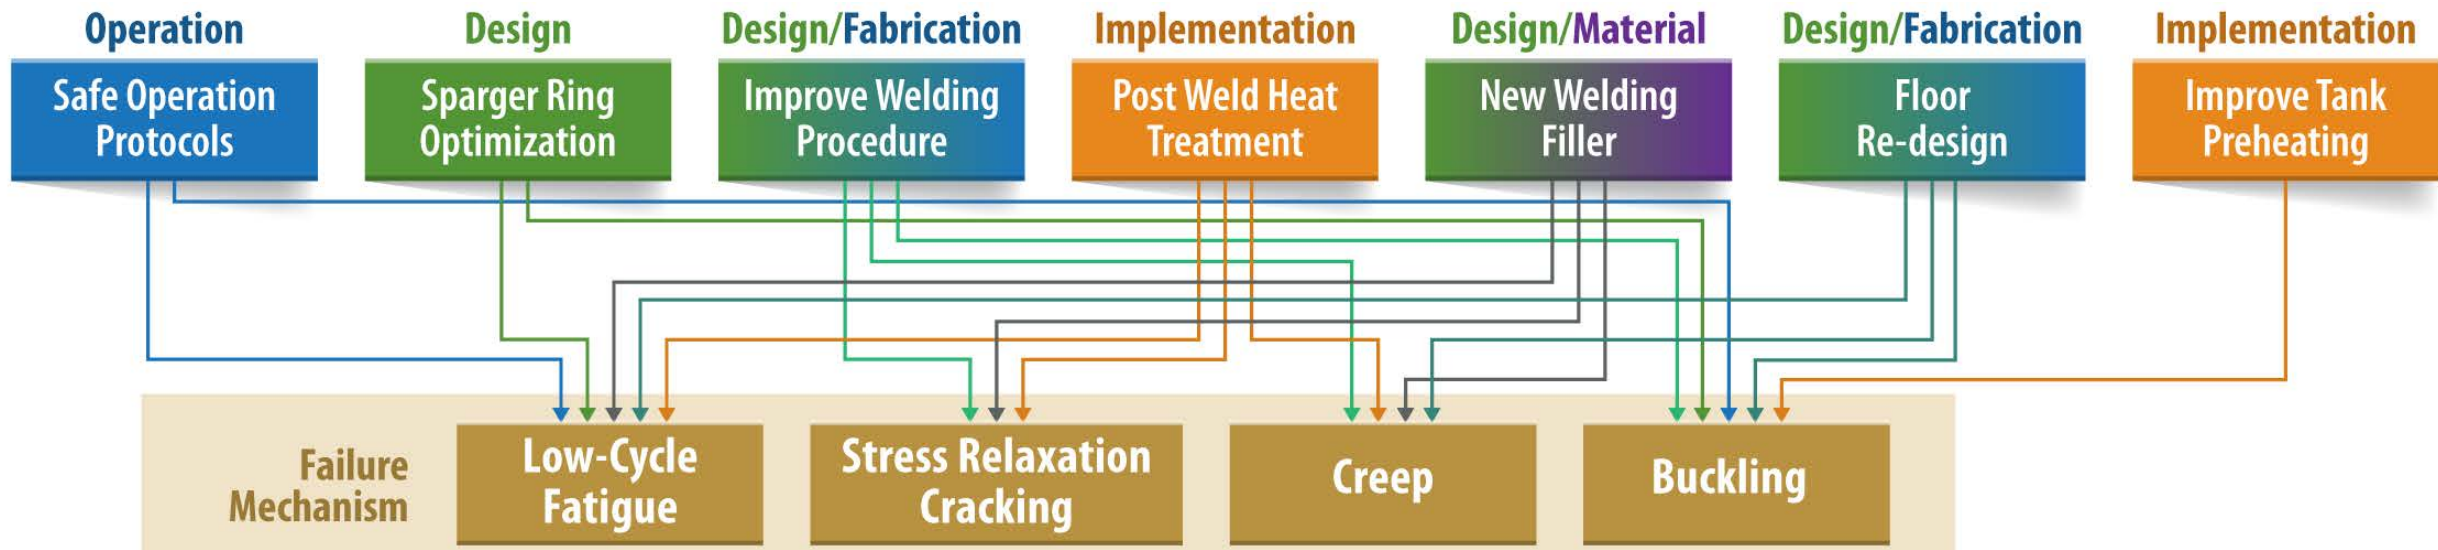 Operation
Design
Design/Fabrication
Implementation
Design/Material
Design/Fabrication
Implementation
Safe Operation
Protocols
Sparger Ring
Optimization
Improve Welding
Procedure
Post Weld Heat
Treatment
New Welding
Filler
Floor
Re-design
Improve Tank
Preheating
Failure
Mechanism
Low-Cycle
Fatigue
Stress Relaxation
Cracking
Creep
Buckling